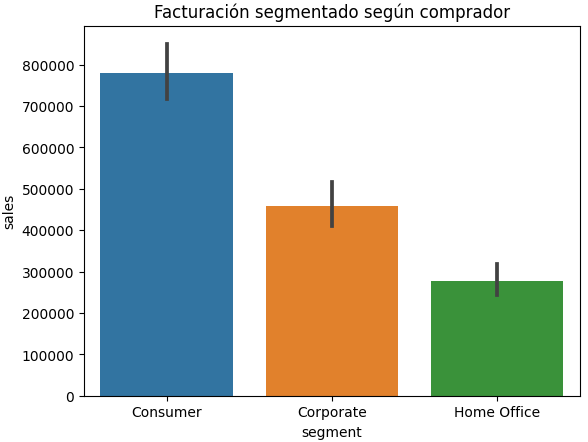 Facturación segmentado según comprador
sales
800000
700000
600000
500000
400000
300000
200000
100000
0
Consumer
Corporate
Home Office
segment